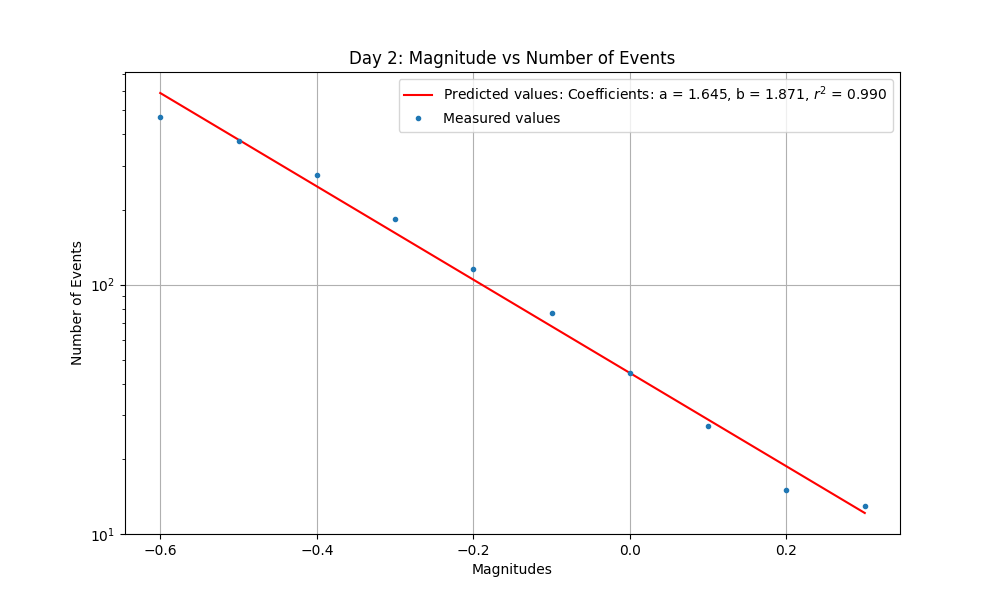 Day 2: Magnitude vs Number of Events
Predicted values: Coefficients: a = 1.645, b = 1.871, r² = 0.990
Measured values
Number of Events
10²
10¹
−0.6 −0.4 −0.2 0.0 0.2
Magnitudes